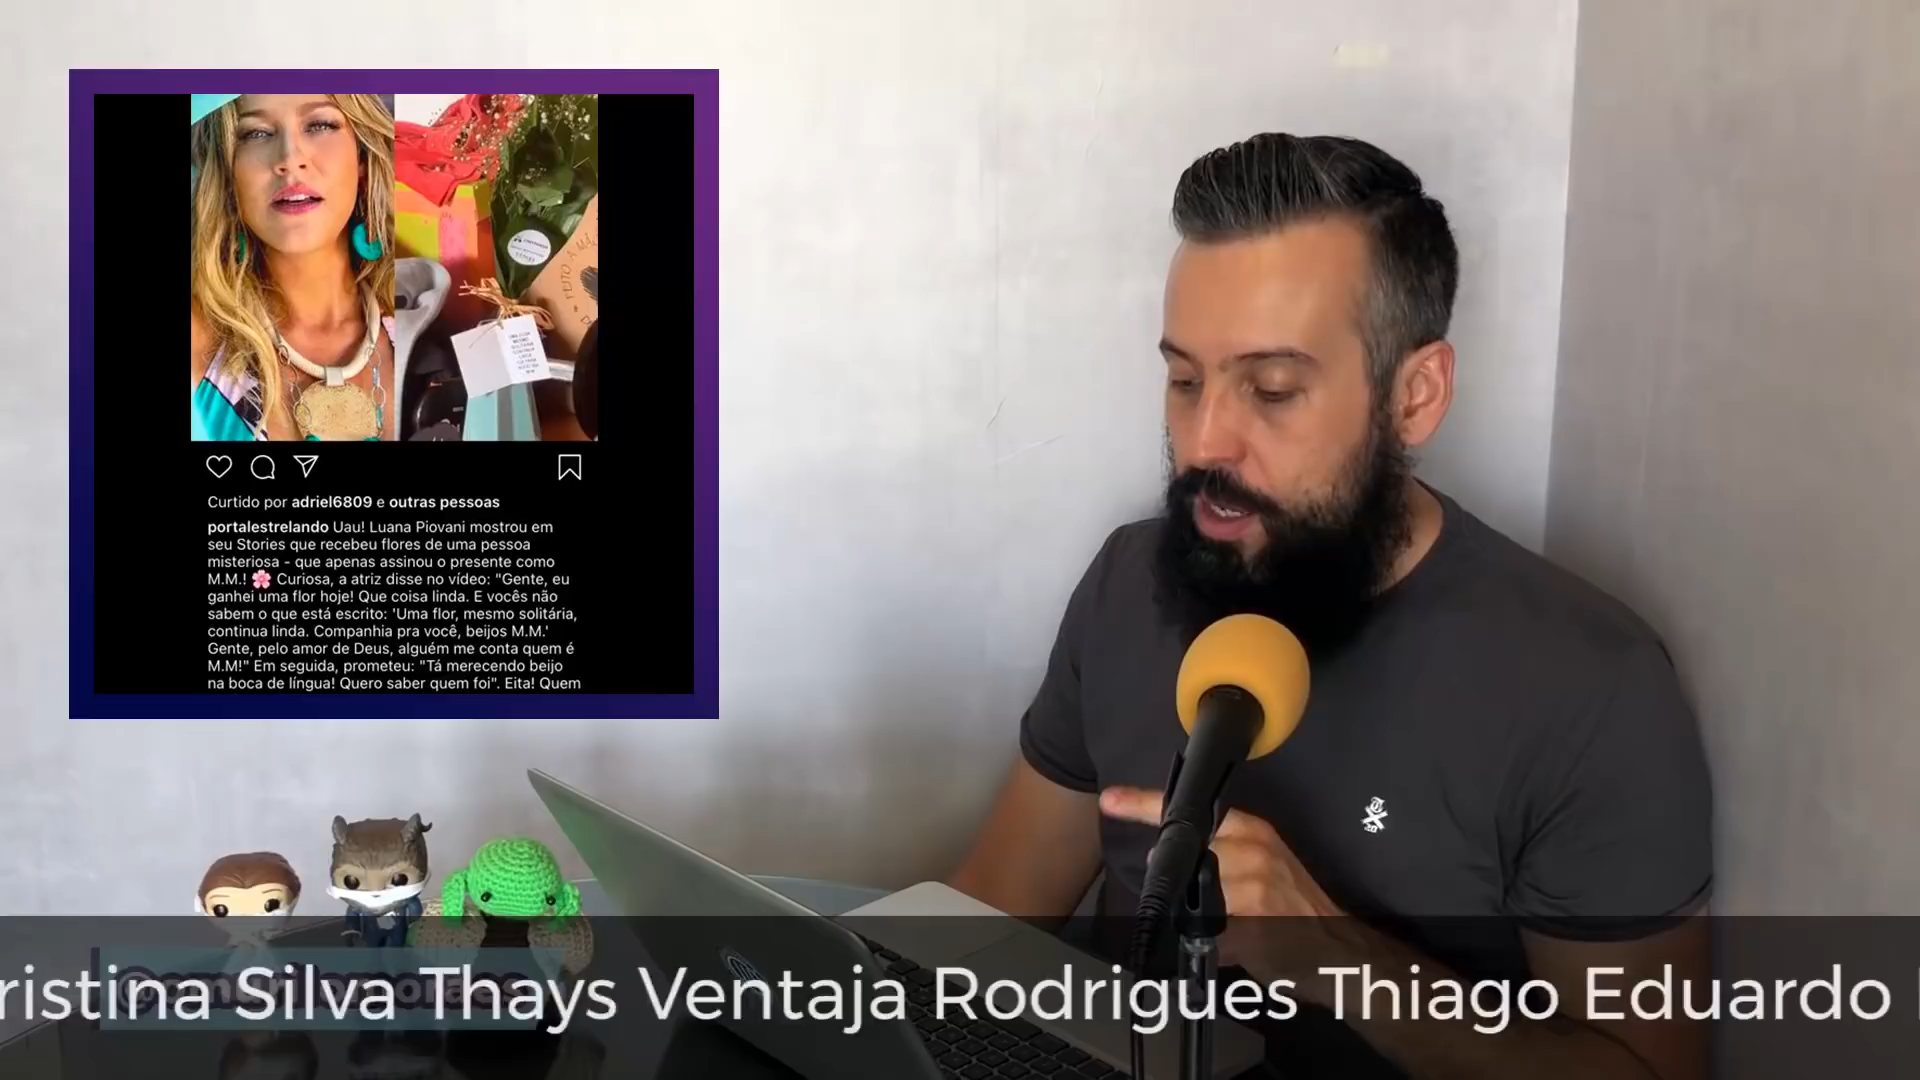 FEITO À MÃO
Curtido por adriel6809 e outras pessoas
portalestrelando Uau! Luana Piovani mostrou em
seu Stories que recebeu flores de uma pessoa
misteriosa - que apenas assinou o presente como
M.M.! 🌸 Curiosa, a atriz disse no vídeo: "Gente, eu
ganhei uma flor hoje! Que coisa linda. E vocês não
sabem o que está escrito: 'Uma flor, mesmo solitária,
continua linda. Companhia pra você, beijos M.M.'
Gente, pelo amor de Deus, alguém me conta quem é
M.M!" Em seguida, prometeu: "Tá merecendo beijo
na boca de língua! Quero saber quem foi". Eita! Quem
ristina Silva Thays Ventaja Rodrigues Thiago Eduardo